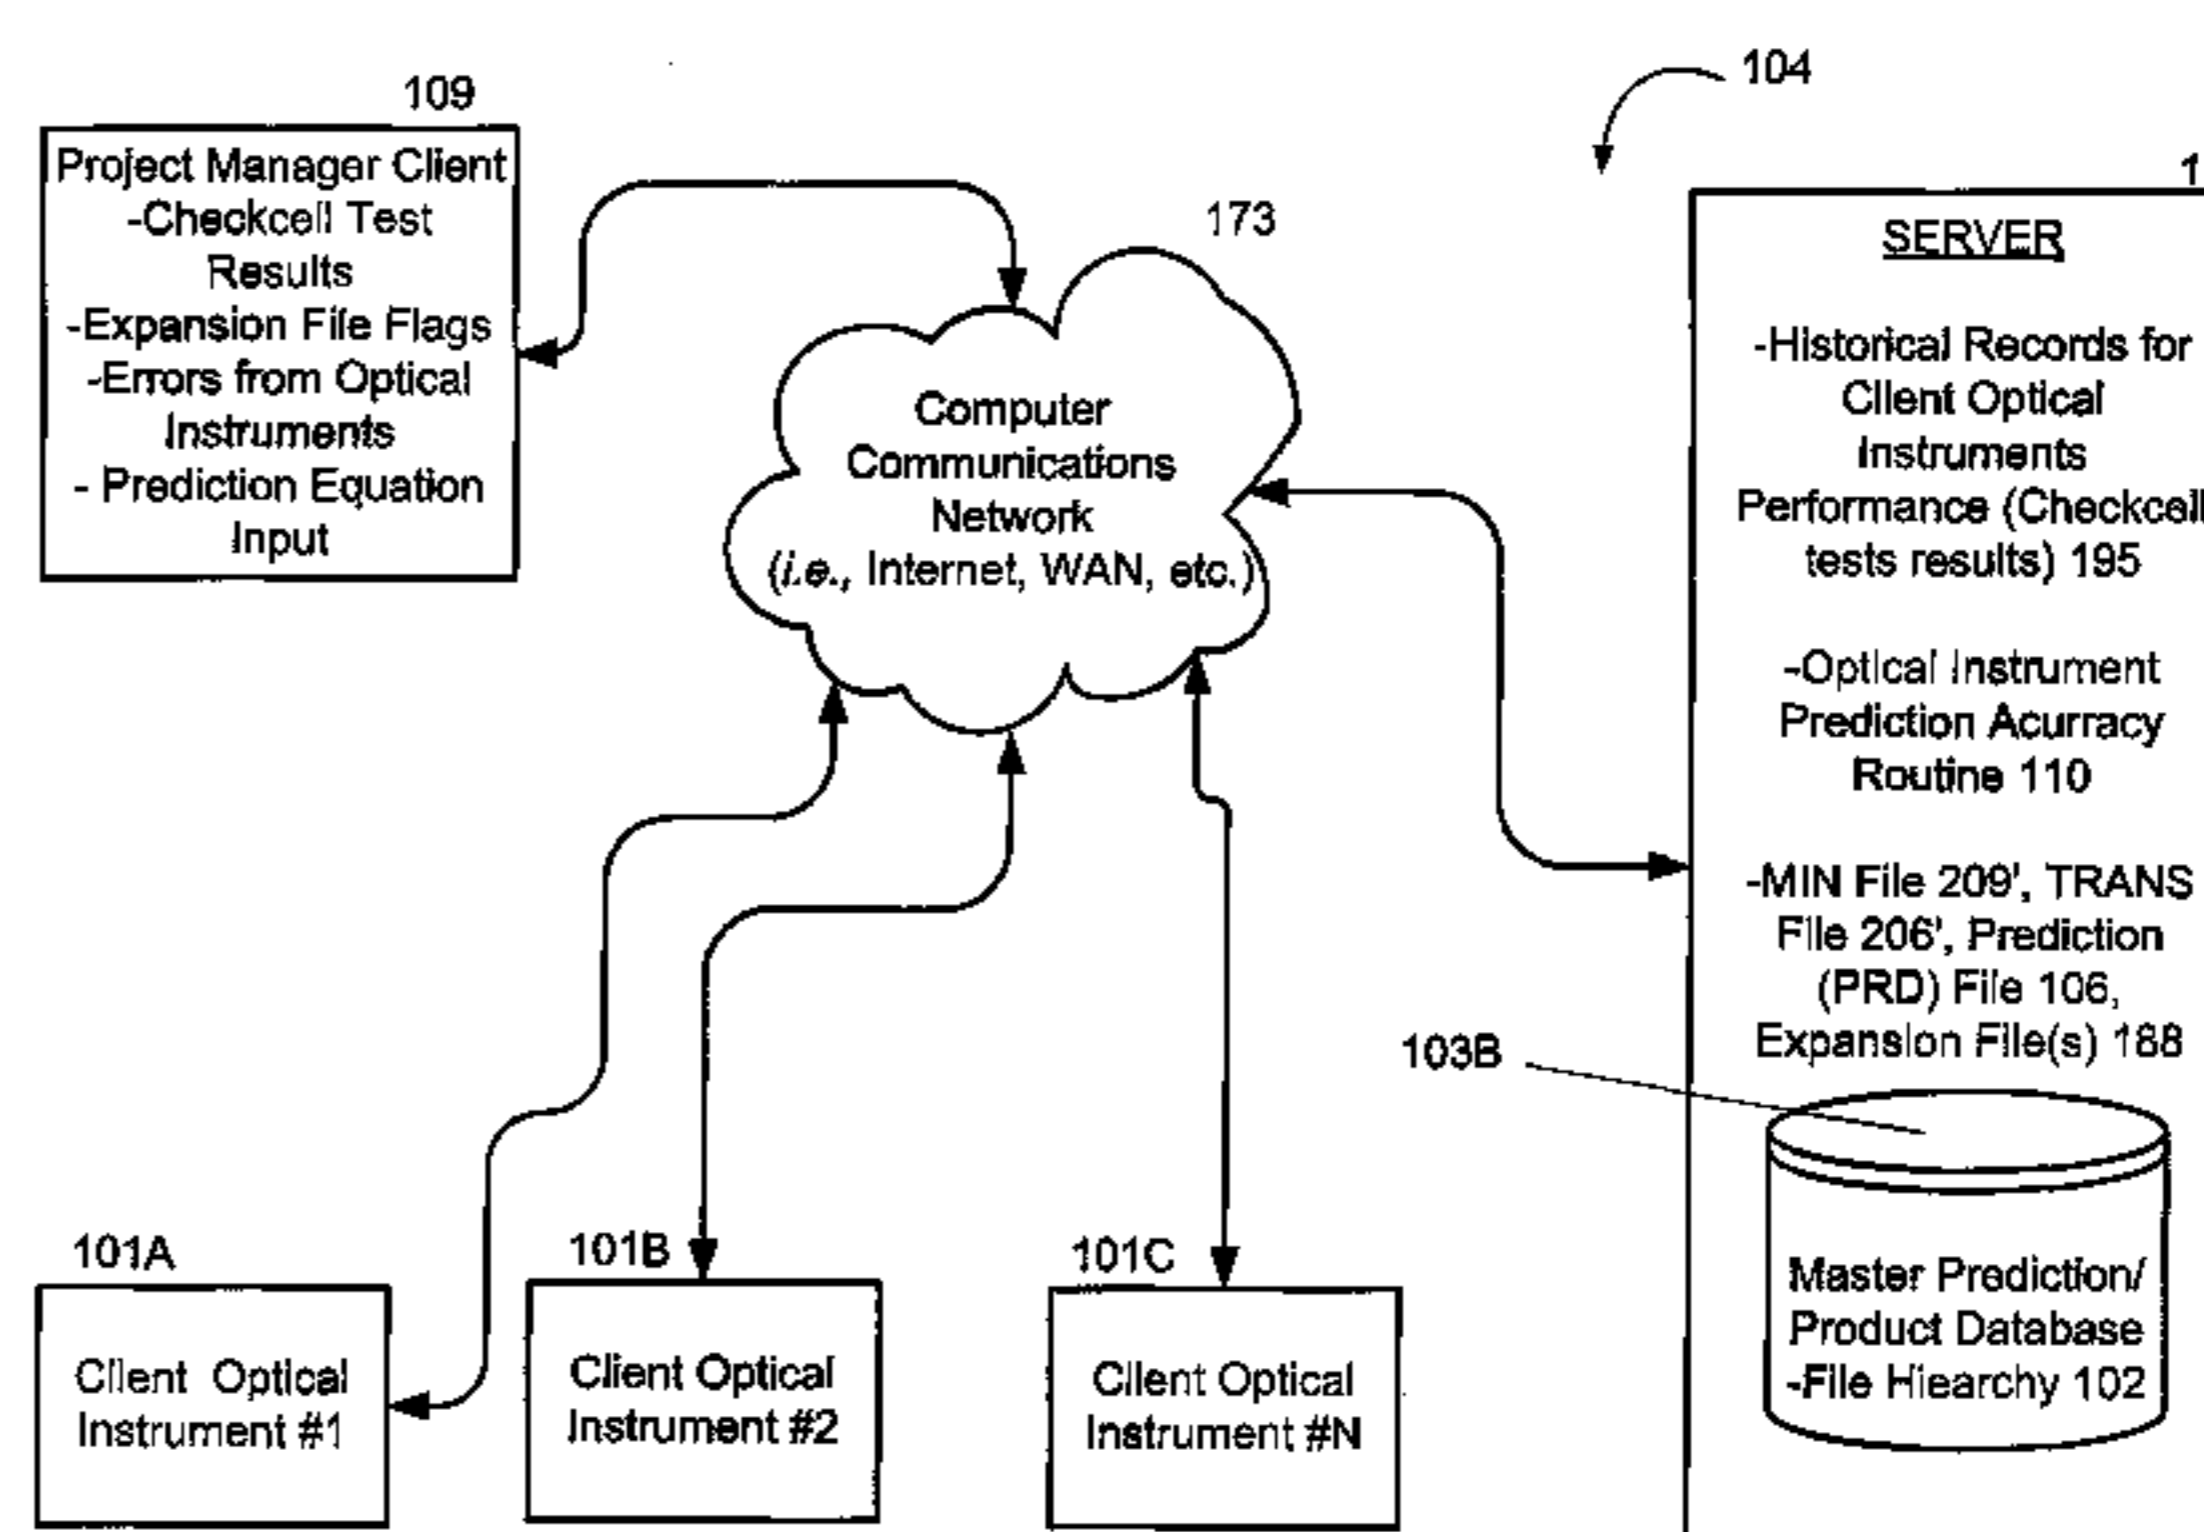 109
Project Manager Client
-Checkcell Test
Results
-Expansion File Flags
-Errors from Optical
Instruments
- Prediction Equation
Input
173
Computer
Communications
Network
(i.e., Internet, WAN, etc.)
104
SERVER
-Historical Records for
Client Optical
Instruments
Performance (Checkcell
tests results) 195
-Optical Instrument
Prediction Acurracy
Routine 110
-MIN File 209', TRANS
File 206', Prediction
(PRD) File 106,
Expansion File(s) 188
103B
Master Prediction/
Product Database
-File Hiearchy 102
101A
Client Optical
Instrument #1
101B
Client Optical
Instrument #2
101C
Client Optical
Instrument #N